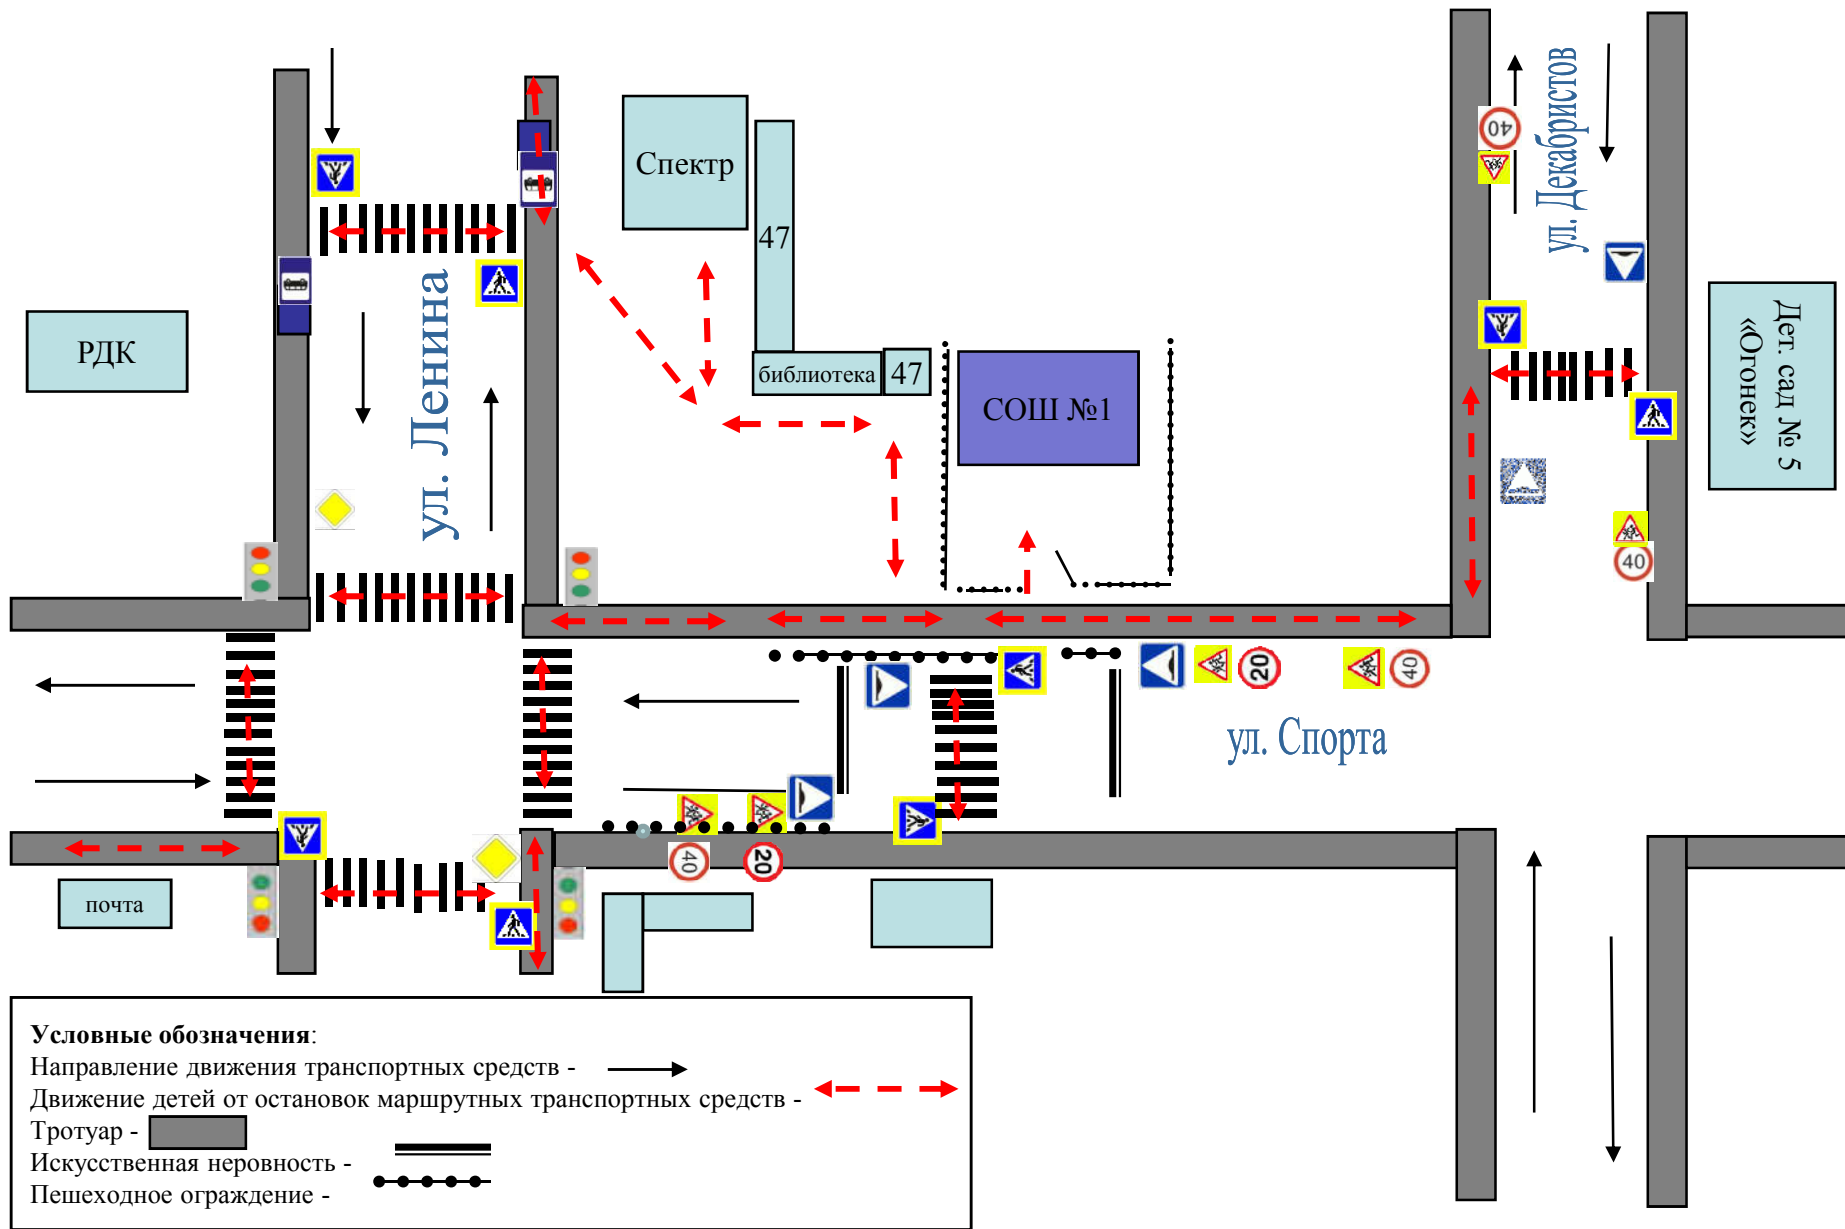 Спектр
47
ул. Декабристов
40
ул. Ленина
РДК
библиотека
47
СОШ №1
Дет. сад № 5
«Огонек»
40
20
40
ул. Спорта
40
20
почта
Условные обозначения:
Направление движения транспортных средств -
Движение детей от остановок маршрутных транспортных средств -
Тротуар -
Искусственная неровность -
Пешеходное ограждение -